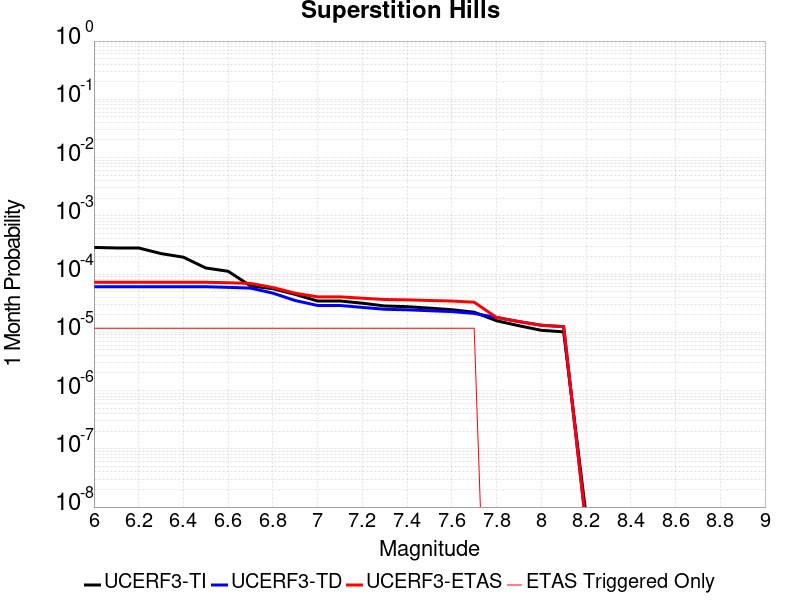 Superstition Hills
10^0
10^-1
10^-2
10^-3
10^-4
10^-5
10^-6
10^-7
10^-8
1 Month Probability
6 6.2 6.4 6.6 6.8 7 7.2 7.4 7.6 7.8 8 8.2 8.4 8.6 8.8 9
Magnitude
UCERF3-TI UCERF3-TD UCERF3-ETAS ETAS Triggered Only